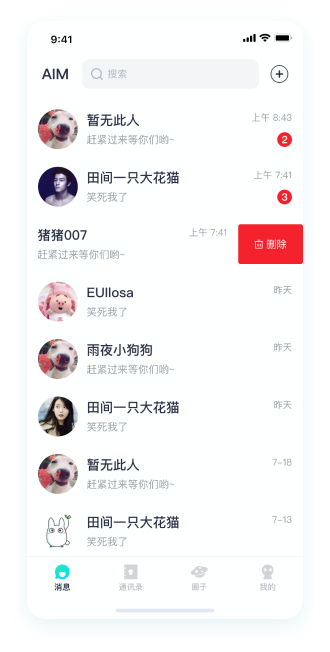 9:41
AIM
搜索
暂无此人
上午 8:43
赶紧过来等你们哟~
2
田间一只大花猫
上午 7:41
笑死我了
3
猪猪007
上午 7:41
赶紧过来等你们哟~
删除
EUIIosa
昨天
笑死我了
雨夜小狗狗
昨天
赶紧过来等你们哟~
田间一只大花猫
昨天
笑死我了
暂无此人
7-18
赶紧过来等你们哟~
田间一只大花猫
7-13
笑死我了
消息
通讯录
圈子
我的